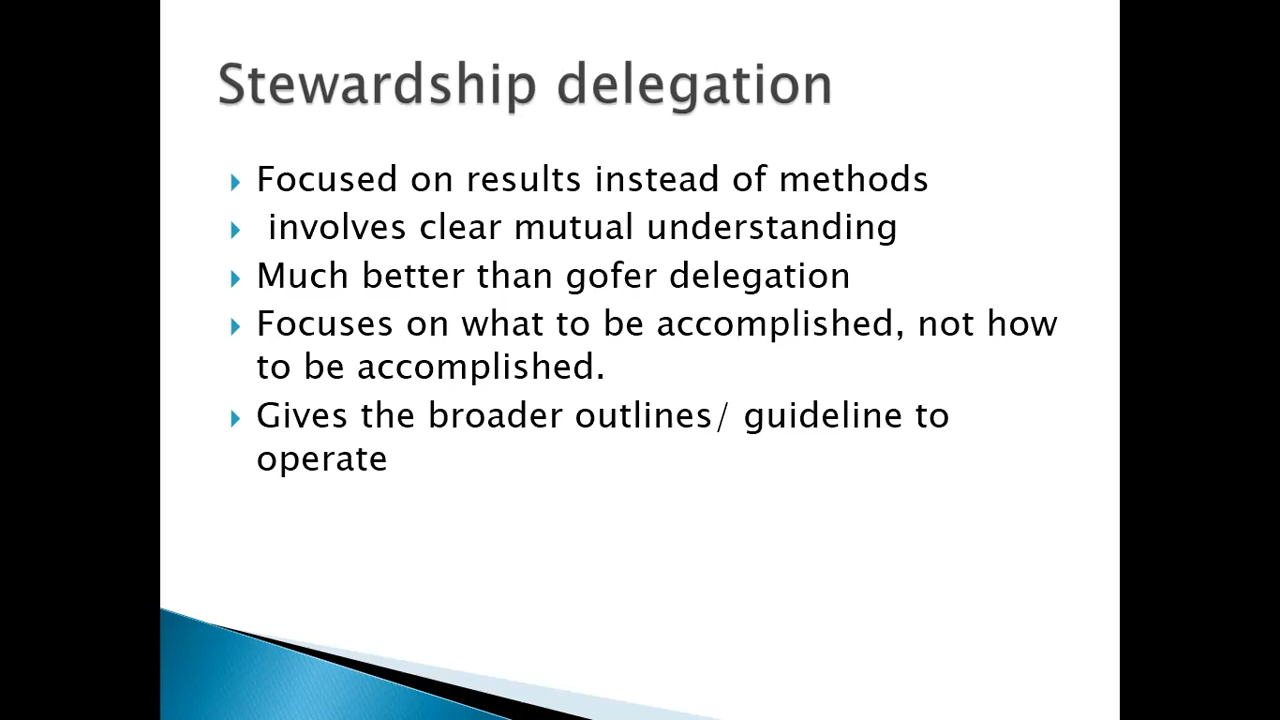 Stewardship delegation
Focused on results instead of methods
involves clear mutual understanding
Much better than gofer delegation
Focuses on what to be accomplished, not how
to be accomplished.
Gives the broader outlines/ guideline to
operate